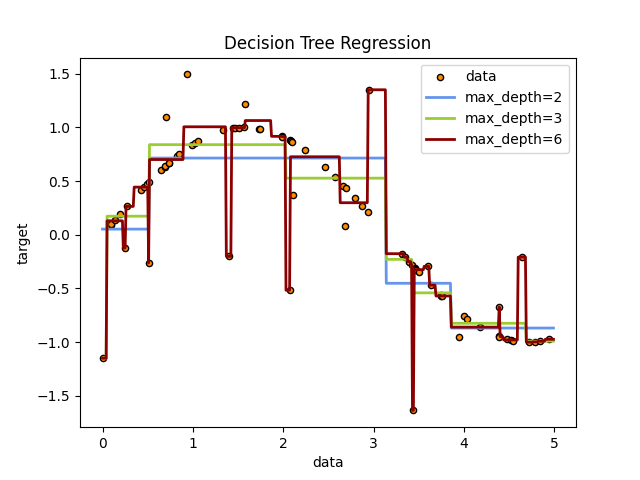 Decision Tree Regression
data
max_depth=2
max_depth=3
max_depth=6
target
1.5
1.0
0.5
0.0
−0.5
−1.0
−1.5
0 1 2 3 4 5
data